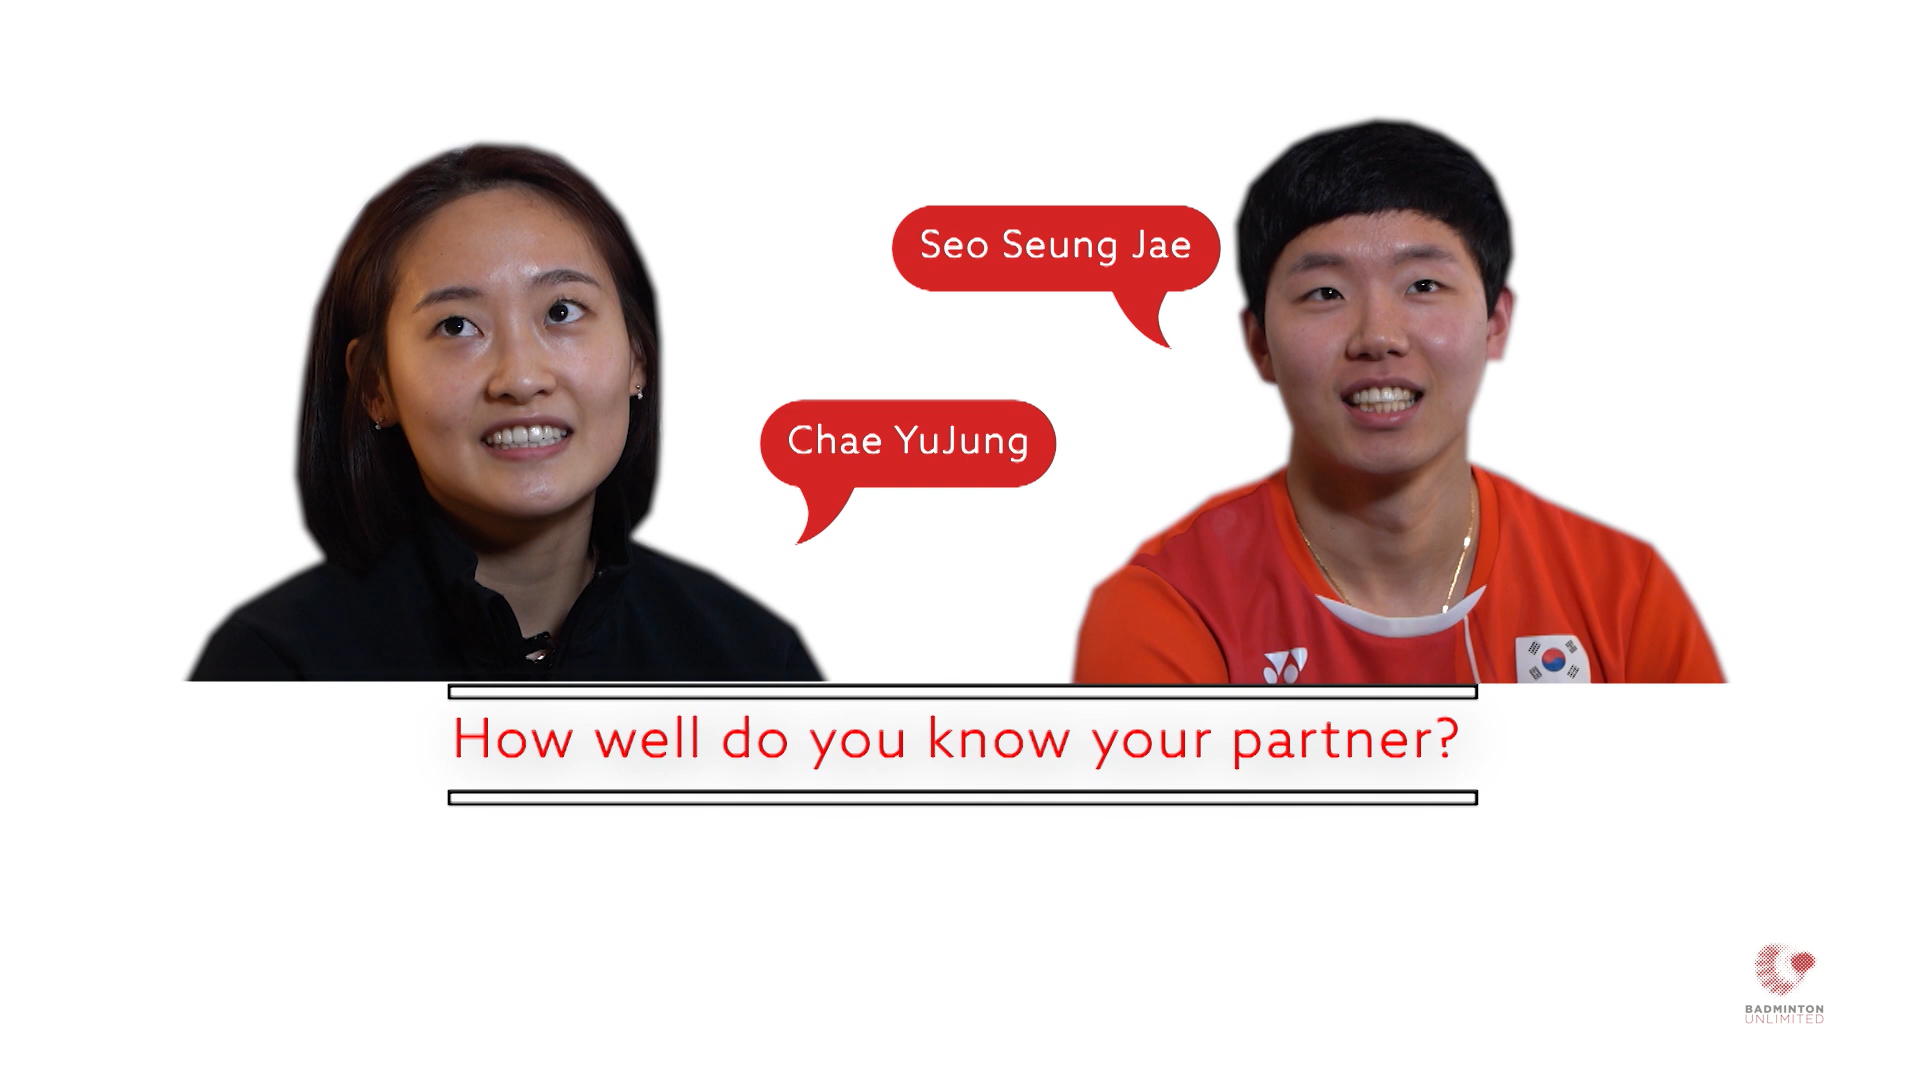 Seo Seung Jae
Chae YuJung
How well do you know your partner?
BADMINTON
UNLIMITED